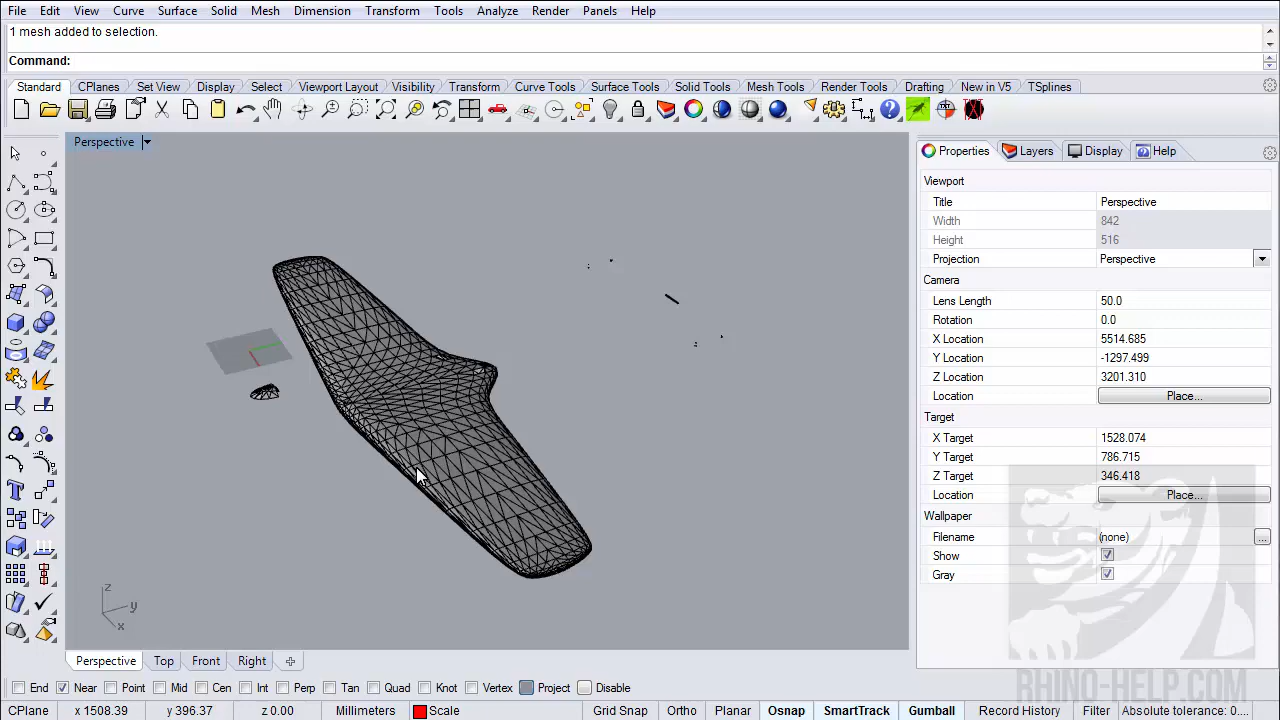 File Edit View Curve Surface Solid Mesh Dimension Transform Tools Analyze Render Panels Help
1 mesh added to selection.
Command:
Standard CPlanes Set View Display Select Viewport Layout Visibility Transform Curve Tools Surface Tools Solid Tools Mesh Tools Render Tools Drafting New in V5 TSplines
Perspective
Properties Layers Display Help
Viewport
Title Perspective
Width 842
Height 516
Projection Perspective
Camera
Lens Length 50.0
Rotation 0.0
X Location 5514.685
Y Location -1297.499
Z Location 3201.310
Location Place...
Target
X Target 1528.074
Y Target 786.715
Z Target 346.418
Location Place...
Wallpaper
Filename (none) ...
Show
Gray
z
y
x
RHINO-HELP.COM
Perspective Top Front Right
End Near Point Mid Cen Int Perp Tan Quad Knot Vertex Project Disable
CPlane x 1508.39 y 396.37 z 0.00 Millimeters Scale Grid Snap Ortho Planar Osnap SmartTrack Gumball Record History Filter Absolute tolerance: 0...